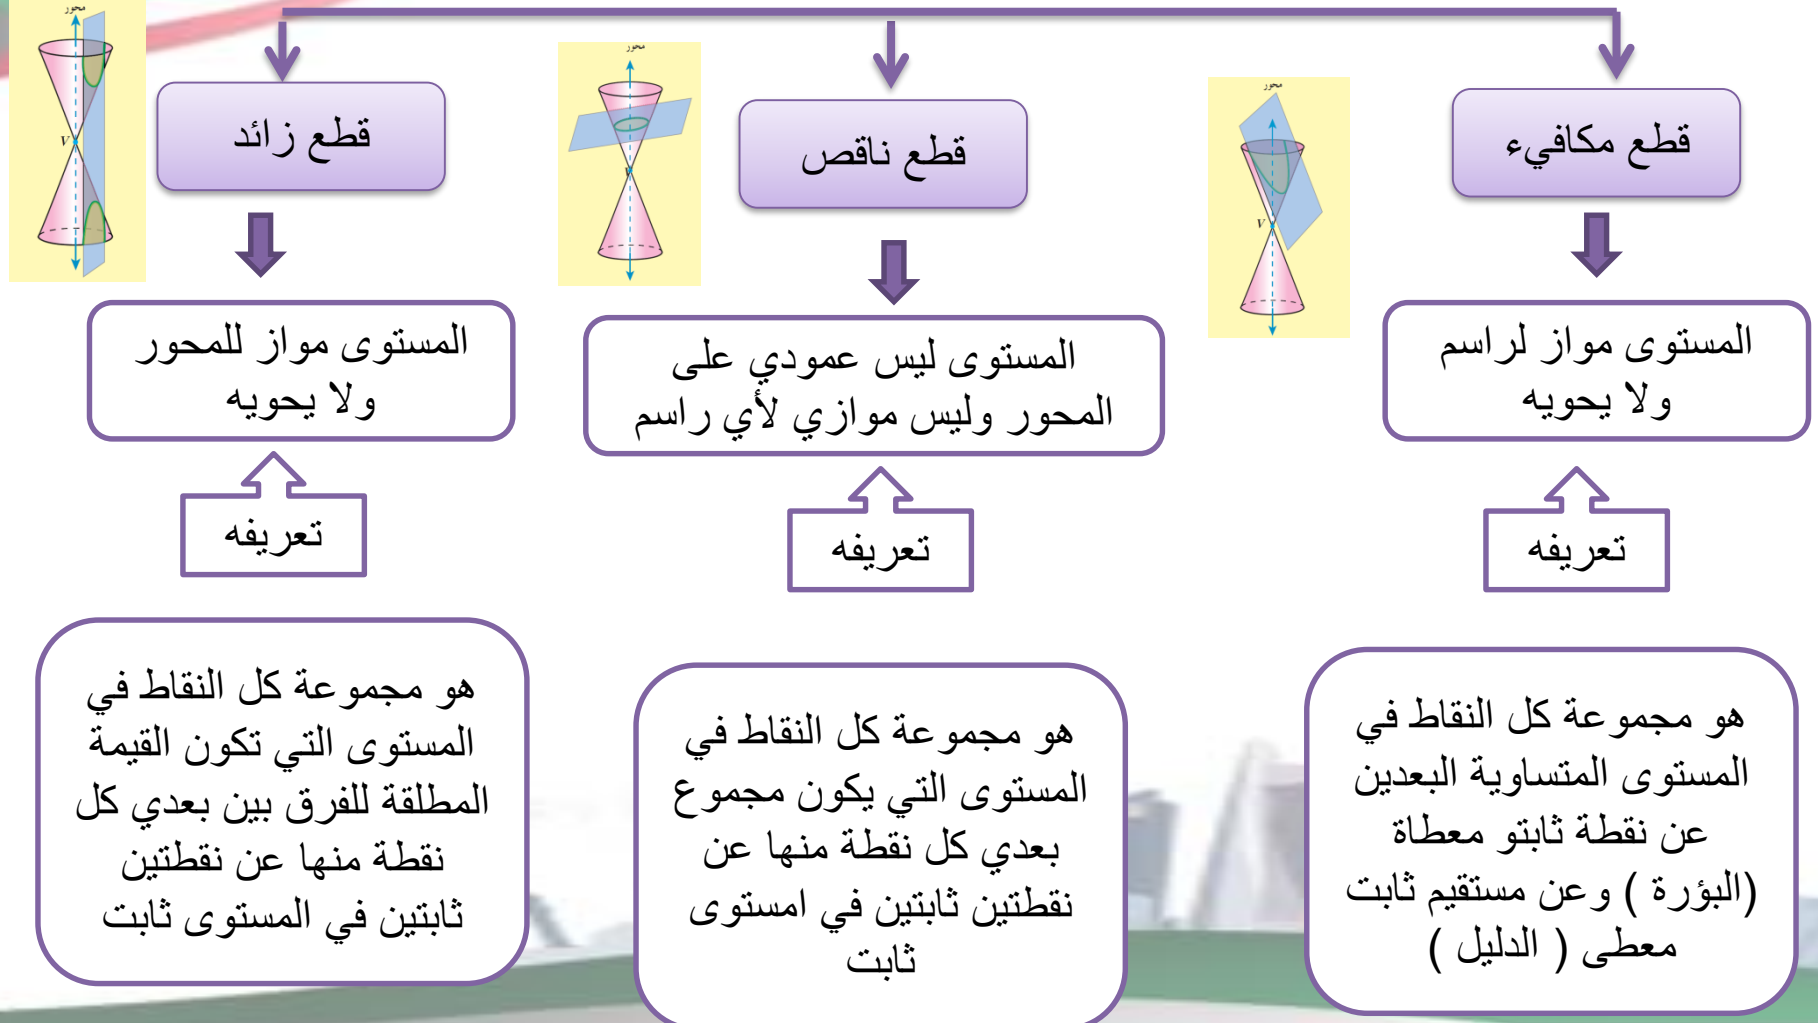 محور
محور
محور
قطع مكافيء
قطع ناقص
قطع زائد
V
V
V
المستوى مواز لراسم
ولا يحويه
المستوى ليس عمودي على
المحور وليس موازي لأي راسم
المستوى مواز للمحور
ولا يحويه
تعريفه
تعريفه
تعريفه
هو مجموعة كل النقاط في
المستوى المتساوية البعدين
عن نقطة ثابتو معطاة
(البؤرة ) وعن مستقيم ثابت
معطى ( الدليل )
هو مجموعة كل النقاط في
المستوى التي يكون مجموع
بعدي كل نقطة منها عن
نقطتين ثابتين في امستوى
ثابت
هو مجموعة كل النقاط في
المستوى التي تكون القيمة
المطلقة للفرق بين بعدي كل
نقطة منها عن نقطتين
ثابتين في المستوى ثابت